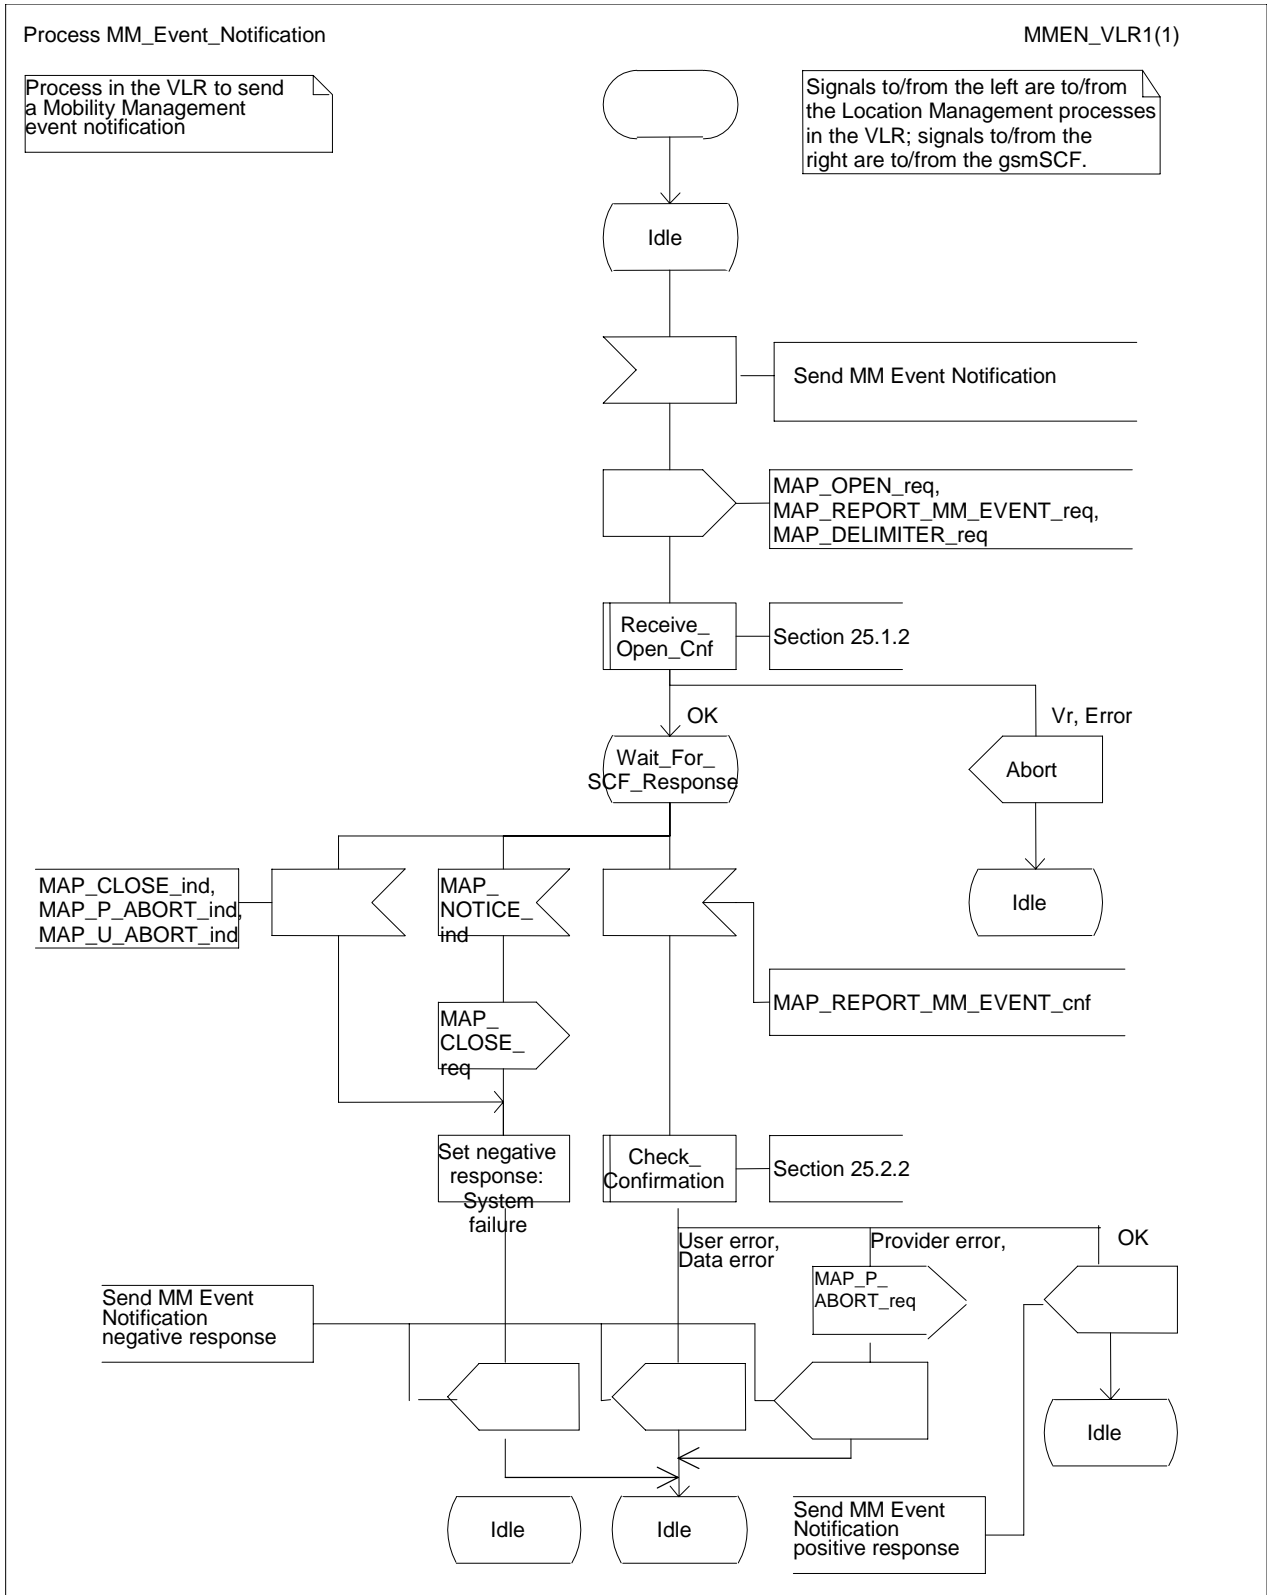 Process MM_Event_Notification
MMEN_VLR1(1)
Process in the VLR to send
a Mobility Management
event notification
Signals to/from the left are to/from
the Location Management processes
in the VLR; signals to/from the
right are to/from the gsmSCF.
Idle
Send MM Event Notification
MAP_OPEN_req,
MAP_REPORT_MM_EVENT_req,
MAP_DELIMITER_req
Receive_
Open_Cnf
Section 25.1.2
OK
Vr, Error
Wait_For_
SCF_Response
Abort
MAP_CLOSE_ind,
MAP_P_ABORT_ind,
MAP_U_ABORT_ind
MAP_
NOTICE_
ind
Idle
MAP_REPORT_MM_EVENT_cnf
MAP_
CLOSE_
req
Set negative
response:
System
failure
Check_
Confirmation
Section 25.2.2
User error,
Data error
Provider error,
OK
MAP_P_
ABORT_req
Send MM Event
Notification
negative response
Idle
Send MM Event
Notification
positive response
Idle
Idle